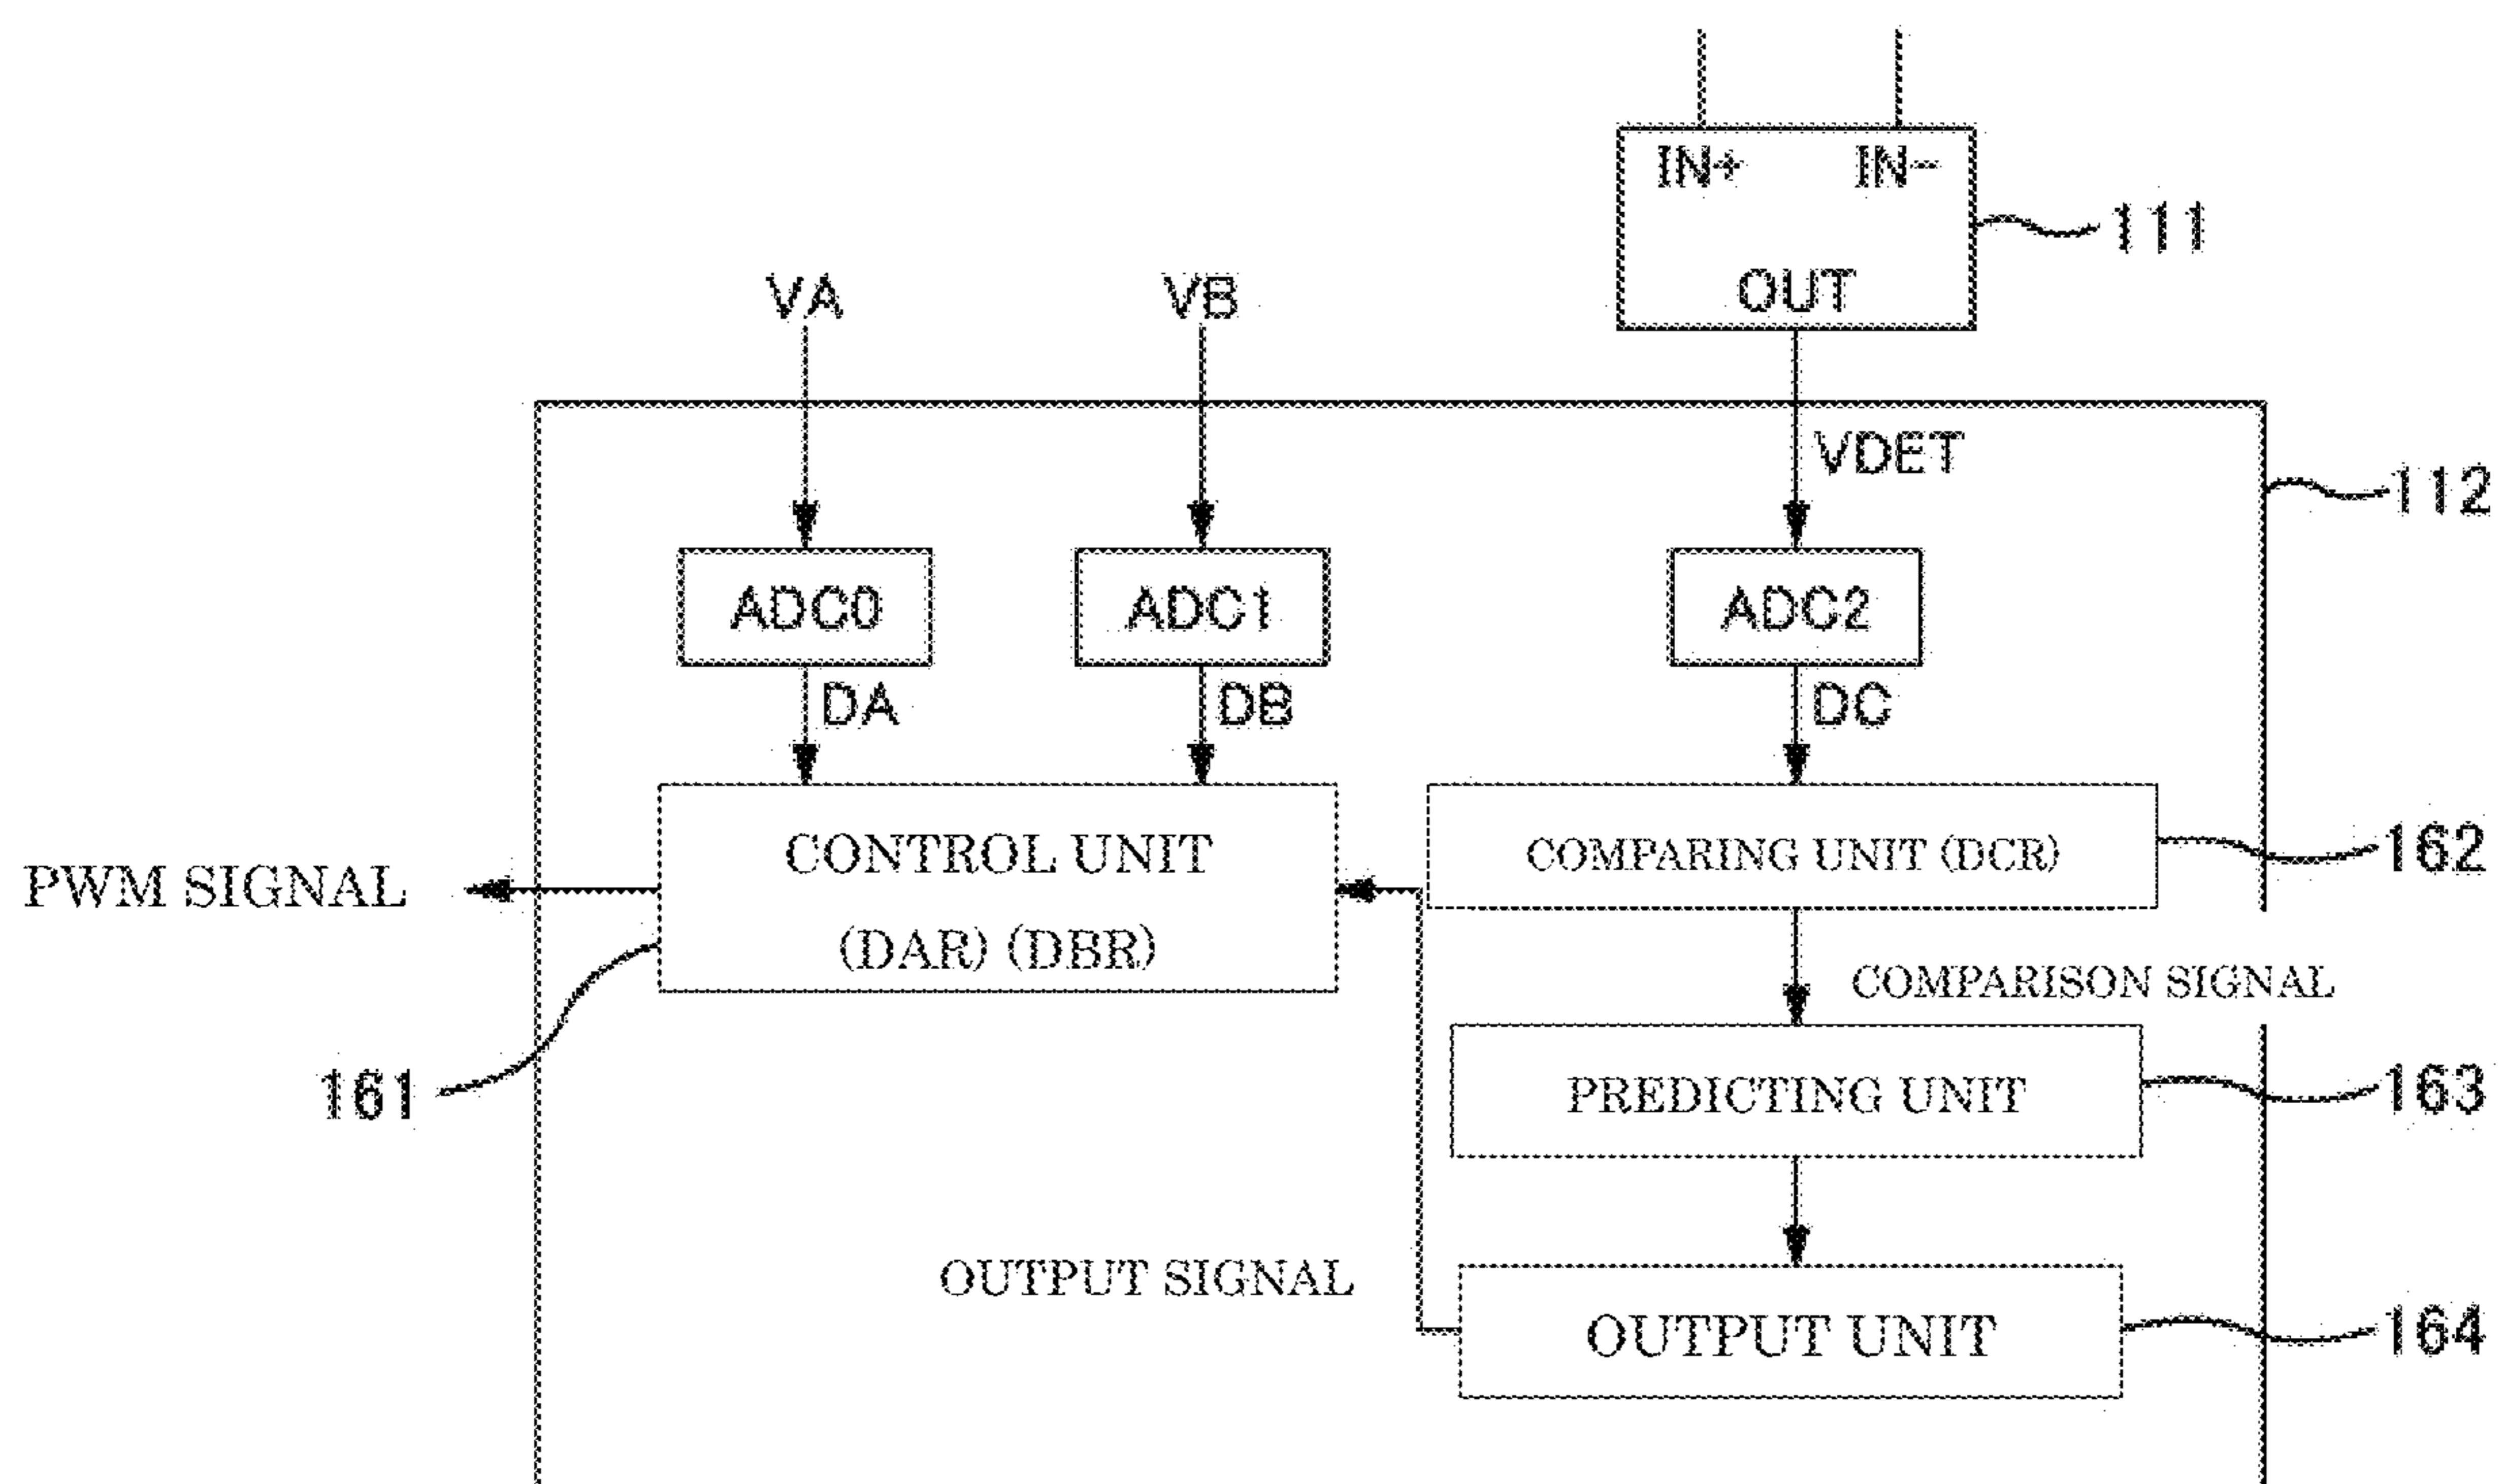 IN+ IN-
111
OUT
VA VB
VDET
112
ADC0 ADC1 ADC2
DA DB DC
CONTROL UNIT
(DAR) (DBR)
COMPARING UNIT (DCR)
162
PWM SIGNAL
COMPARISON SIGNAL
161
PREDICTING UNIT
163
OUTPUT SIGNAL
OUTPUT UNIT
164